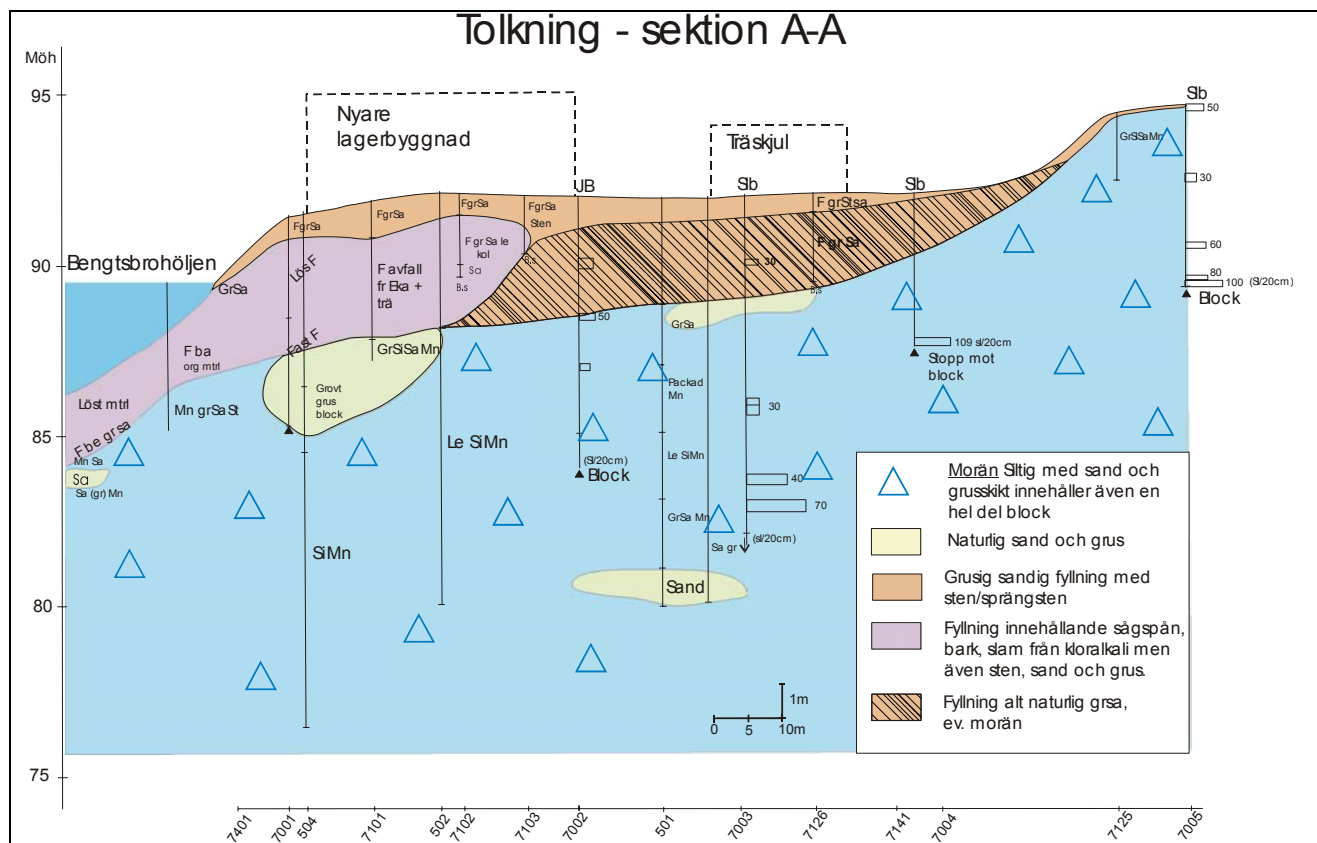 Tolkning - sektion A-A
Möh
95
90
85
80
75
Nyare
lagerbyggnad
Träskjul
Slb
50
GrSiSaMn
30
60
80
100 (Sl/20cm)
Block
JB
Slb
Slb
FgrSa
FgrSa
FgrSa
FgrSa
Sten
F grStsa
F grSa
F grSa le
kol
Sa
B,s
B,s
B,s
30
50
Bengtsbrohöljen
GrSa
Lös F
Fast F
F avfall
fr Eka +
trä
F ba
org mtrl
Löst mtrl
F be grsa
Mn grSaSt
Mn Sa
Sa
Sa (gr) Mn
GrSiSaMn
Grovt
grus
block
Le SiMn
SiMn
(Sl/20cm)
Block
GrSa
Packad
Mn
Le SiMn
GrSa Mn
Sand
30
40
70
Sa gr
(sl/20cm)
109 sl/20cm
Stopp mot
block
Morän Siltig med sand och
grusskikt innehåller även en
hel del block
Naturlig sand och grus
Grusig sandig fyllning med
sten/sprängsten
Fyllning innehållande sågspån,
bark, slam från kloralkali men
även sten, sand och grus.
Fyllning alt naturlig grsa,
ev. morän
1m
0 5 10m
7401 7001 504 7101 502 7102 7103 7002 501 7003 7126 7141 7004 7125 7005